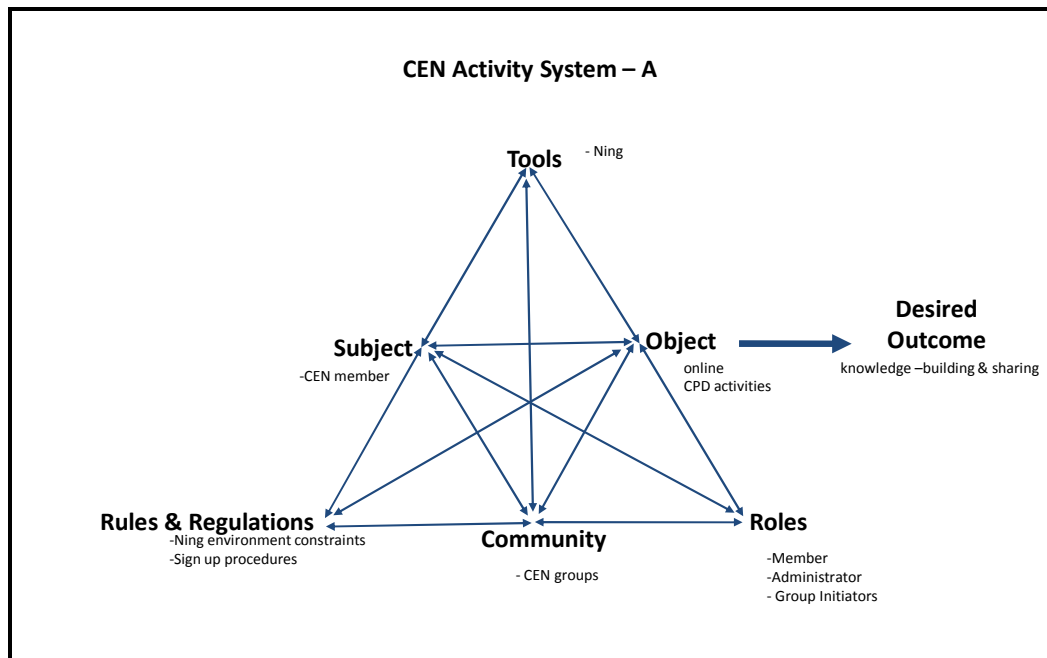 CEN Activity System – A
Tools
- Ning
Subject
-CEN member
Object
online
CPD activities
Desired
Outcome
knowledge –building & sharing
Rules & Regulations
-Ning environment constraints
-Sign up procedures
Community
- CEN groups
Roles
-Member
-Administrator
- Group Initiators